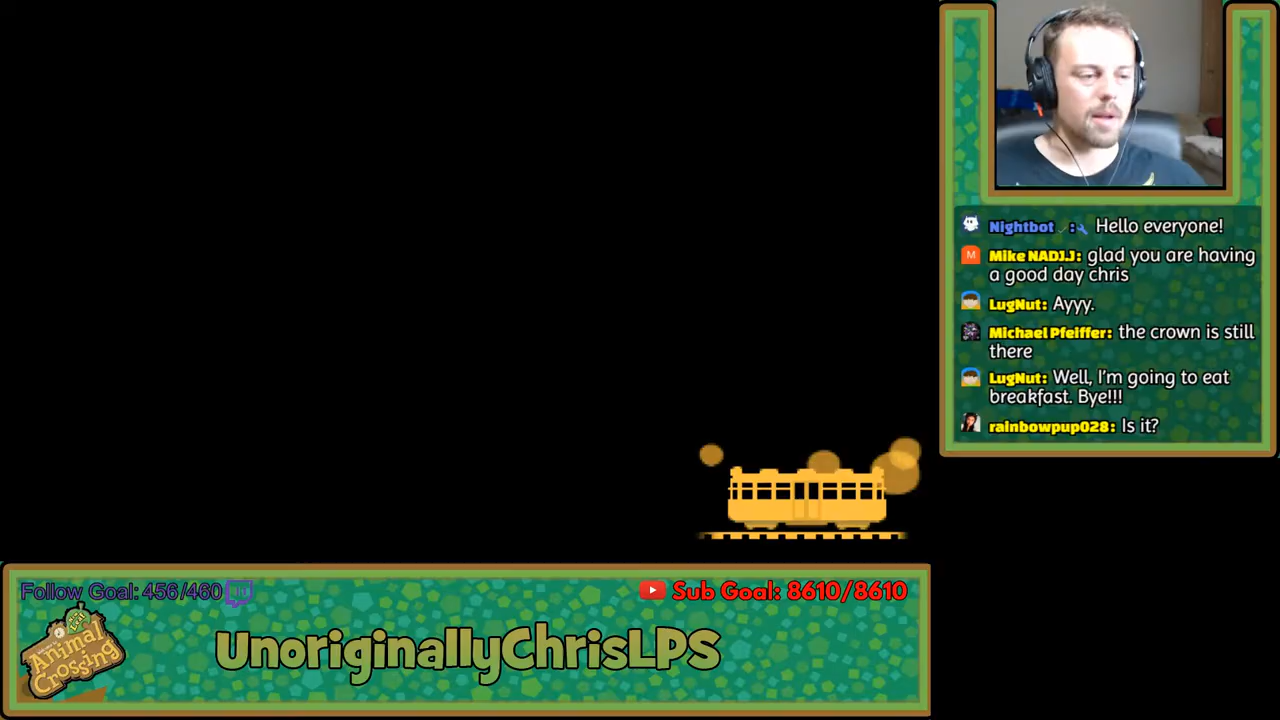 Nightbot : Hello everyone!
M Mike NADJ.J: glad you are having
a good day chris
LugNut: Ayyy.
Michael Pfeiffer: the crown is still
there
LugNut: Well, I'm going to eat
breakfast. Bye!!!
rainbowpup028: Is it?
Follow Goal: 456/460
Sub Goal: 8610/8610
Animal
Crossing
UnoriginallyChrisLPS